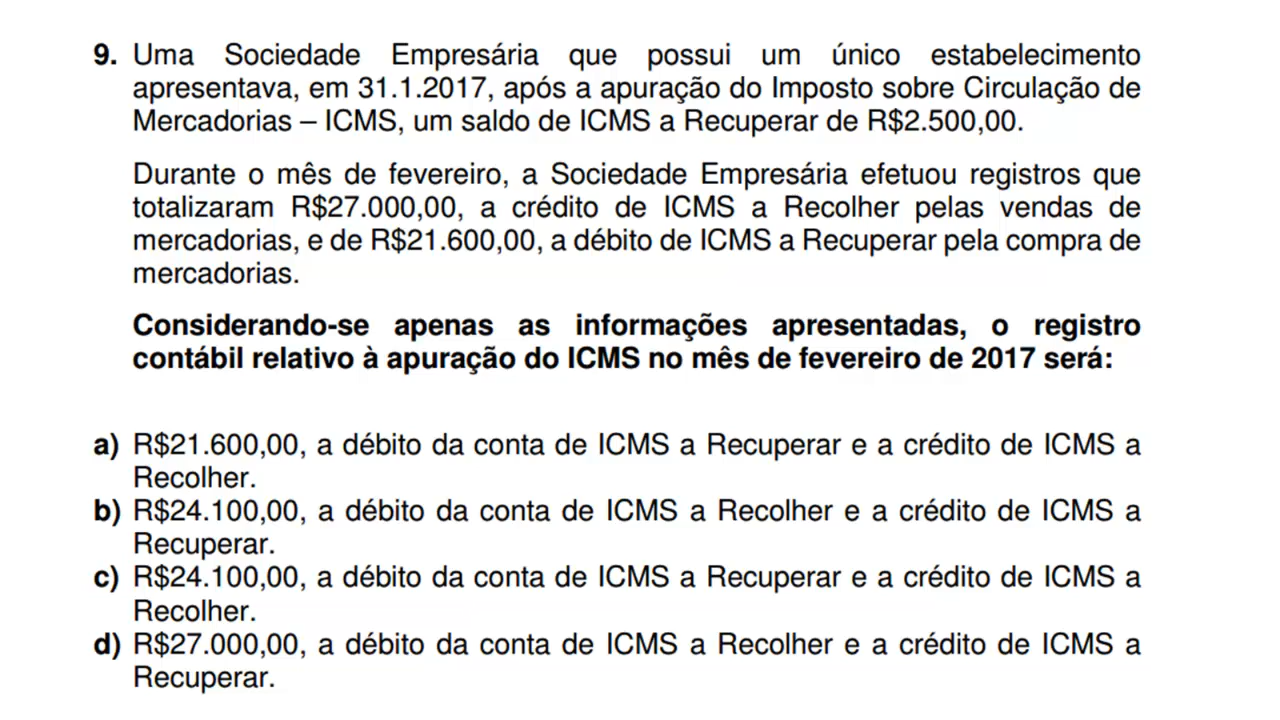 9. Uma Sociedade Empresária que possui um único estabelecimento
apresentava, em 31.1.2017, após a apuração do Imposto sobre Circulação de
Mercadorias – ICMS, um saldo de ICMS a Recuperar de R$2.500,00.
Durante o mês de fevereiro, a Sociedade Empresária efetuou registros que
totalizaram R$27.000,00, a crédito de ICMS a Recolher pelas vendas de
mercadorias, e de R$21.600,00, a débito de ICMS a Recuperar pela compra de
mercadorias.
Considerando-se apenas as informações apresentadas, o registro
contábil relativo à apuração do ICMS no mês de fevereiro de 2017 será:
a) R$21.600,00, a débito da conta de ICMS a Recuperar e a crédito de ICMS a
Recolher.
b) R$24.100,00, a débito da conta de ICMS a Recolher e a crédito de ICMS a
Recuperar.
c) R$24.100,00, a débito da conta de ICMS a Recuperar e a crédito de ICMS a
Recolher.
d) R$27.000,00, a débito da conta de ICMS a Recolher e a crédito de ICMS a
Recuperar.